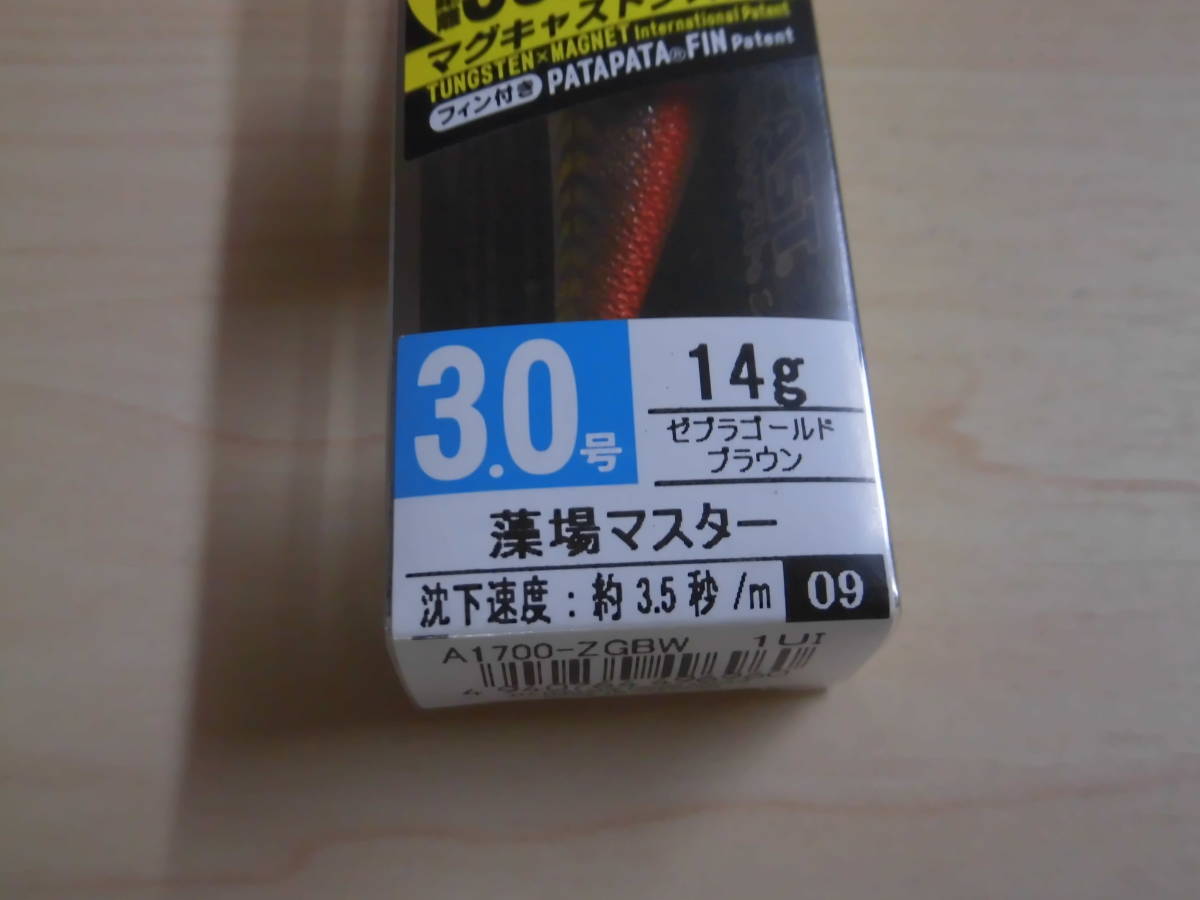 マグキャスト
TUNGSTEN×MAGNET International Patent
フィン付き PATAPATA®FIN Patent
3.0号
14g
ゼブラゴールド
ブラウン
藻場マスター
沈下速度：約3.5秒/m 09
A1700-ZGBW 1UI